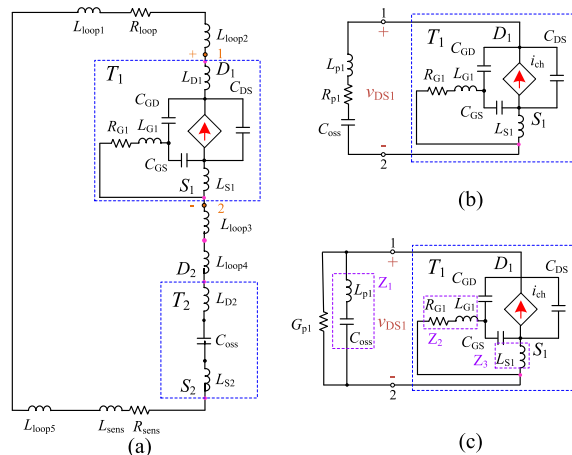 L_loop1 R_loop
L_loop2
+ 1
T_1 D_1
L_D1
C_GD C_DS
R_G1 L_G1
C_GS
S_1 L_S1
- 2
L_loop3
L_loop4
D_2
T_2 L_D2
C_oss
S_2 L_S2
L_loop5 L_sens R_sens
(a)
1
+
T_1 D_1
C_GD i_ch C_DS
L_p1
R_p1
C_oss
v_DS1
R_G1 L_G1
C_GS S_1
L_S1
-
2
(b)
1
+
T_1 D_1
C_GD i_ch C_DS
Z_1
L_p1
G_p1
C_oss
v_DS1
R_G1 L_G1
Z_2
C_GS S_1
Z_3 L_S1
-
2
(c)